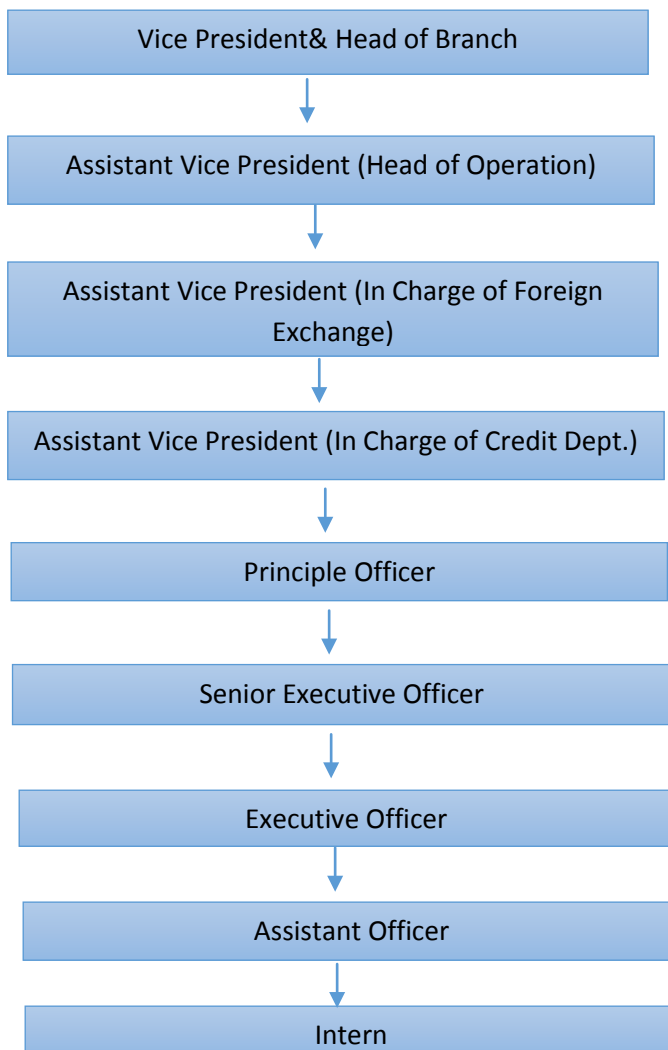 Vice President& Head of Branch
Assistant Vice President (Head of Operation)
Assistant Vice President (In Charge of Foreign
Exchange)
Assistant Vice President (In Charge of Credit Dept.)
Principle Officer
Senior Executive Officer
Executive Officer
Assistant Officer
Intern